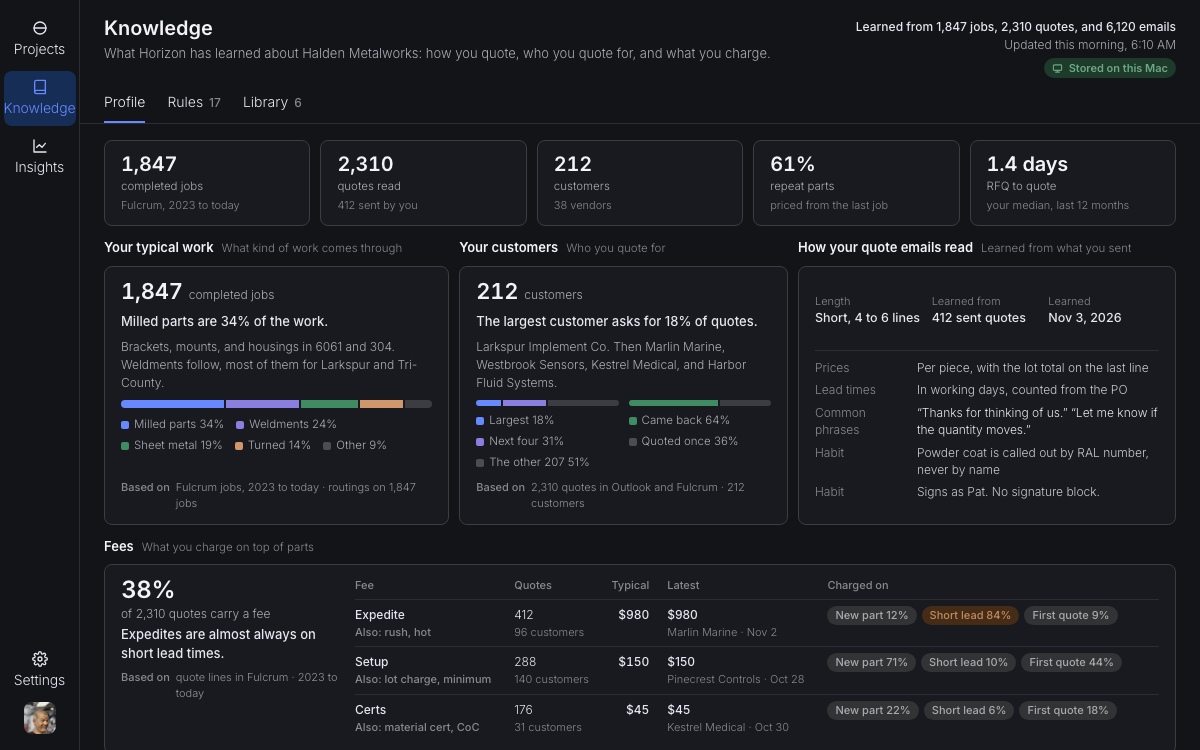 Projects
Knowledge
Insights
Settings
Knowledge
What Horizon has learned about Halden Metalworks: how you quote, who you quote for, and what you charge.
Learned from 1,847 jobs, 2,310 quotes, and 6,120 emails
Updated this morning, 6:10 AM
Stored on this Mac
Profile
Rules 17
Library 6
1,847
completed jobs
Fulcrum, 2023 to today
2,310
quotes read
412 sent by you
212
customers
38 vendors
61%
repeat parts
priced from the last job
1.4 days
RFQ to quote
your median, last 12 months
Your typical work What kind of work comes through
1,847 completed jobs
Milled parts are 34% of the work.
Brackets, mounts, and housings in 6061 and 304.
Weldments follow, most of them for Larkspur and Tri-
County.
Milled parts 34% Weldments 24%
Sheet metal 19% Turned 14% Other 9%
Based on Fulcrum jobs, 2023 to today · routings on 1,847
jobs
Your customers Who you quote for
212 customers
The largest customer asks for 18% of quotes.
Larkspur Implement Co. Then Marlin Marine,
Westbrook Sensors, Kestrel Medical, and Harbor
Fluid Systems.
Largest 18%
Next four 31%
The other 207 51%
Came back 64%
Quoted once 36%
Based on 2,310 quotes in Outlook and Fulcrum · 212
customers
How your quote emails read Learned from what you sent
Length
Short, 4 to 6 lines
Learned from
412 sent quotes
Learned
Nov 3, 2026
Prices Per piece, with the lot total on the last line
Lead times In working days, counted from the PO
Common “Thanks for thinking of us.” “Let me know if
phrases the quantity moves.”
Habit Powder coat is called out by RAL number,
never by name
Habit Signs as Pat. No signature block.
Fees What you charge on top of parts
38%
of 2,310 quotes carry a fee
Expedites are almost always on
short lead times.
Based on quote lines in Fulcrum · 2023 to
today
Fee Quotes Typical Latest Charged on
Expedite 412 $980 $980 New part 12% Short lead 84% First quote 9%
Also: rush, hot 96 customers Marlin Marine · Nov 2
Setup 288 $150 $150 New part 71% Short lead 10% First quote 44%
Also: lot charge, minimum 140 customers Pinecrest Controls · Oct 28
Certs 176 $45 $45 New part 22% Short lead 6% First quote 18%
Also: material cert, CoC 31 customers Kestrel Medical · Oct 30